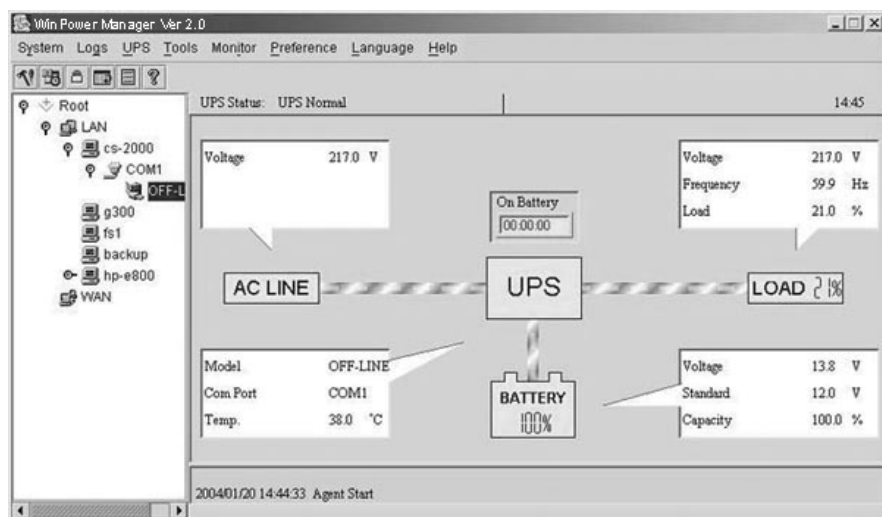 Win Power Manager Ver 2.0
System Logs UPS Tools Monitor Preference Language Help
Root
LAN
cs-2000
COM1
OFF-L
g300
fs1
backup
hp-e800
WAN
UPS Status: UPS Normal 14:45
Voltage 217.0 V
On Battery
00:00:00
Voltage 217.0 V
Frequency 59.9 Hz
Load 21.0 %
AC LINE
UPS
LOAD 21%
Model OFF-LINE
Com Port COM1
Temp. 38.0 °C
BATTERY
100%
Voltage 13.8 V
Standard 12.0 V
Capacity 100.0 %
2004/01/20 14:44:33 Agent Start